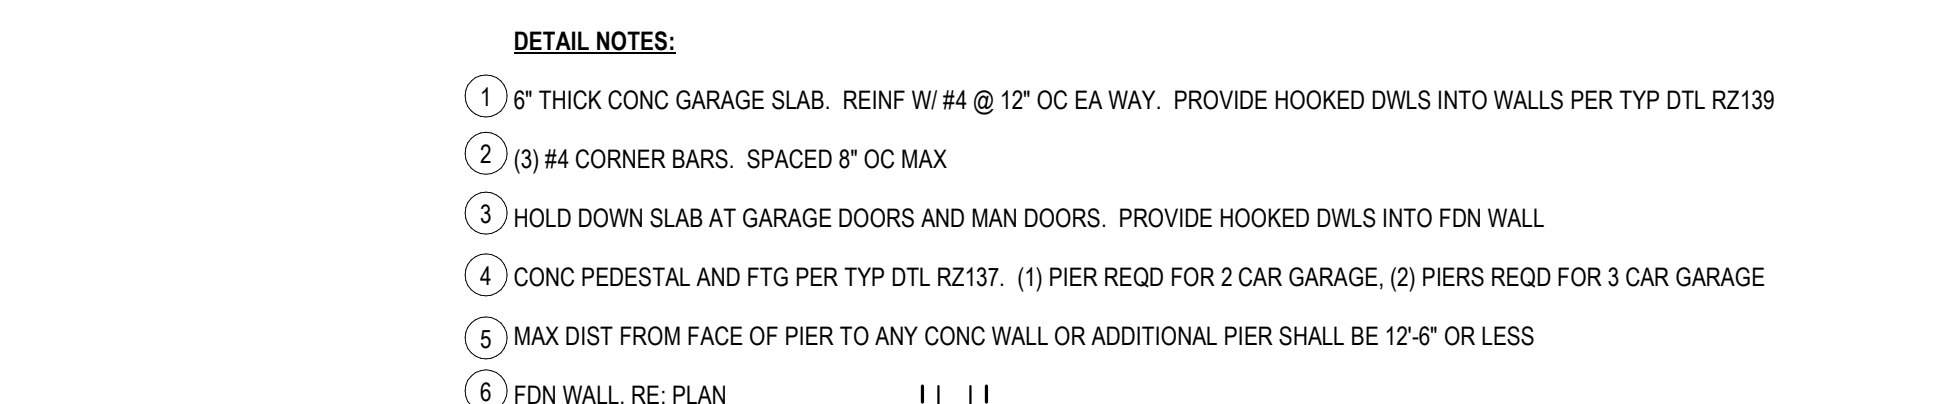 DETAIL NOTES:
1 6" THICK CONC GARAGE SLAB. REINF W/ #4 @ 12" OC EA WAY. PROVIDE HOOKED DWLS INTO WALLS PER TYP DTL RZ139
2 (3) #4 CORNER BARS. SPACED 8" OC MAX
3 HOLD DOWN SLAB AT GARAGE DOORS AND MAN DOORS. PROVIDE HOOKED DWLS INTO FDN WALL
4 CONC PEDESTAL AND FTG PER TYP DTL RZ137. (1) PIER REQD FOR 2 CAR GARAGE, (2) PIERS REQD FOR 3 CAR GARAGE
5 MAX DIST FROM FACE OF PIER TO ANY CONC WALL OR ADDITIONAL PIER SHALL BE 12'-6" OR LESS
6 FDN WALL. RE: PLAN